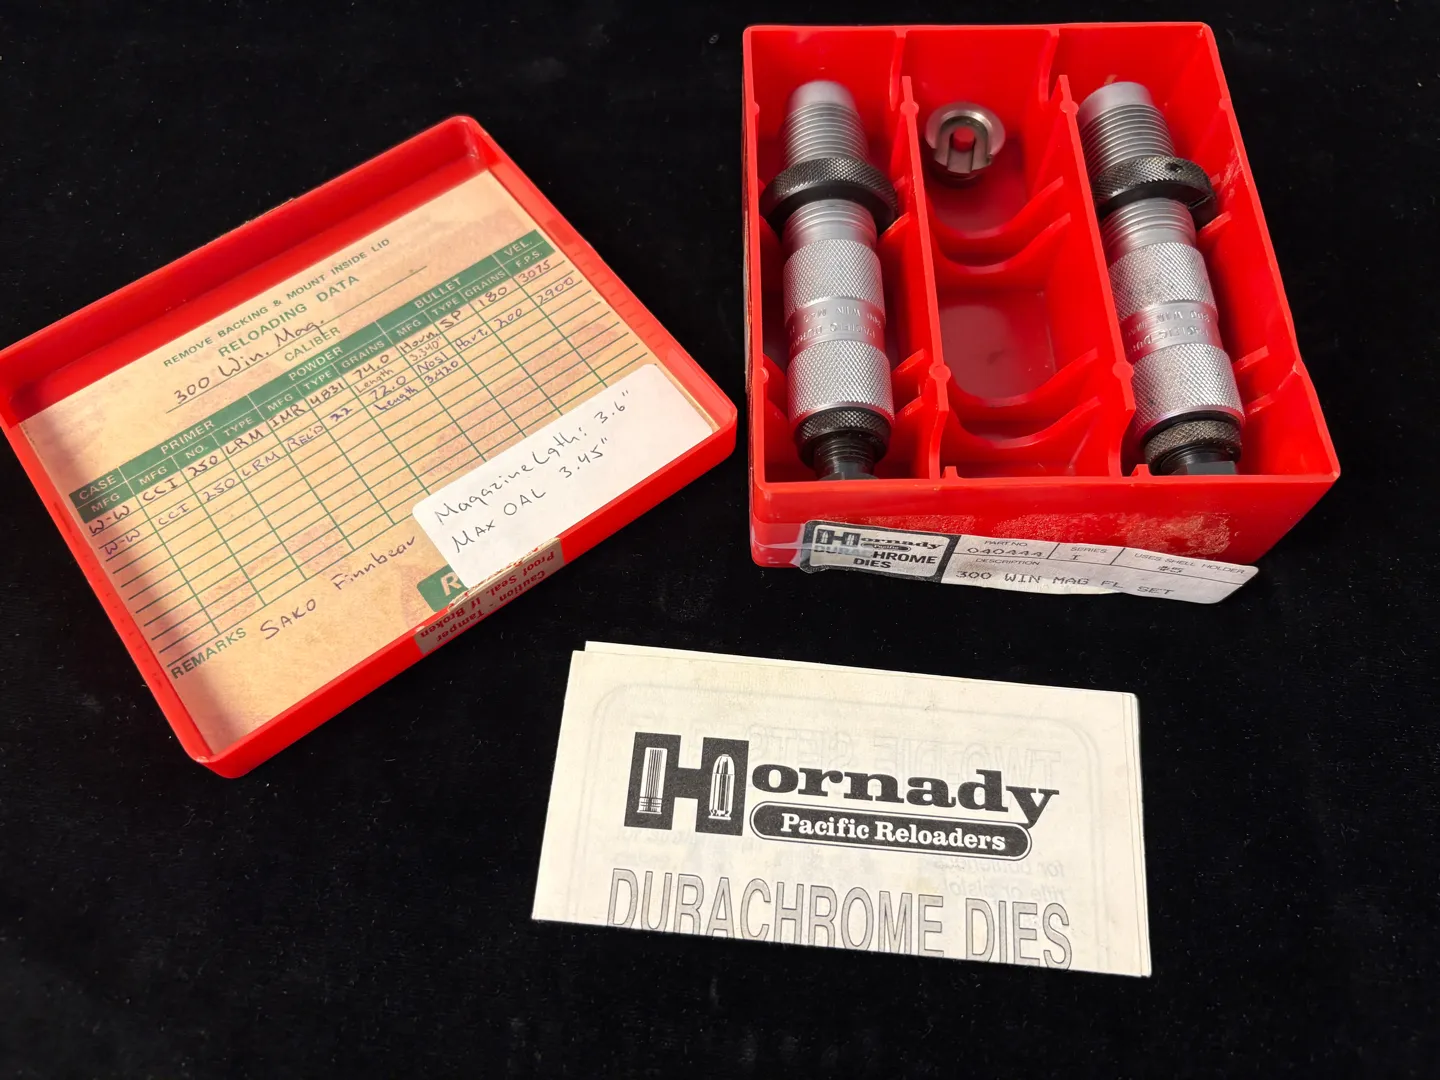 REMOVE BACKING & MOUNT INSIDE LID
RELOADING DATA
300 Win. Mag.
CALIBER
CASE PRIMER POWDER BULLET VEL.
MFG MFG NO. TYPE MFG TYPE GRAINS MFG TYPE GRAINS F.P.S.
W-W CCI 250 LRM IMR 4831 74.0 Horn SP 180 3075
Length 3.340
W-W CCI 250 LRM REL'D 22 72.0 Nos Part. 200 2900
Length 3.420
REMARKS SAKO Finnbear
Magazine Lgth: 3.6"
MAX OAL 3.45"
Caution - Tamper
Proof Seal. If Broken
Hornady
Pacific
DURACHROME
DIES
PART NO. 040444
SERIES I
USES SHELL HOLDER #5
DESCRIPTION
300 WIN MAG FL SET
Hornady
Pacific Reloaders
DURACHROME DIES